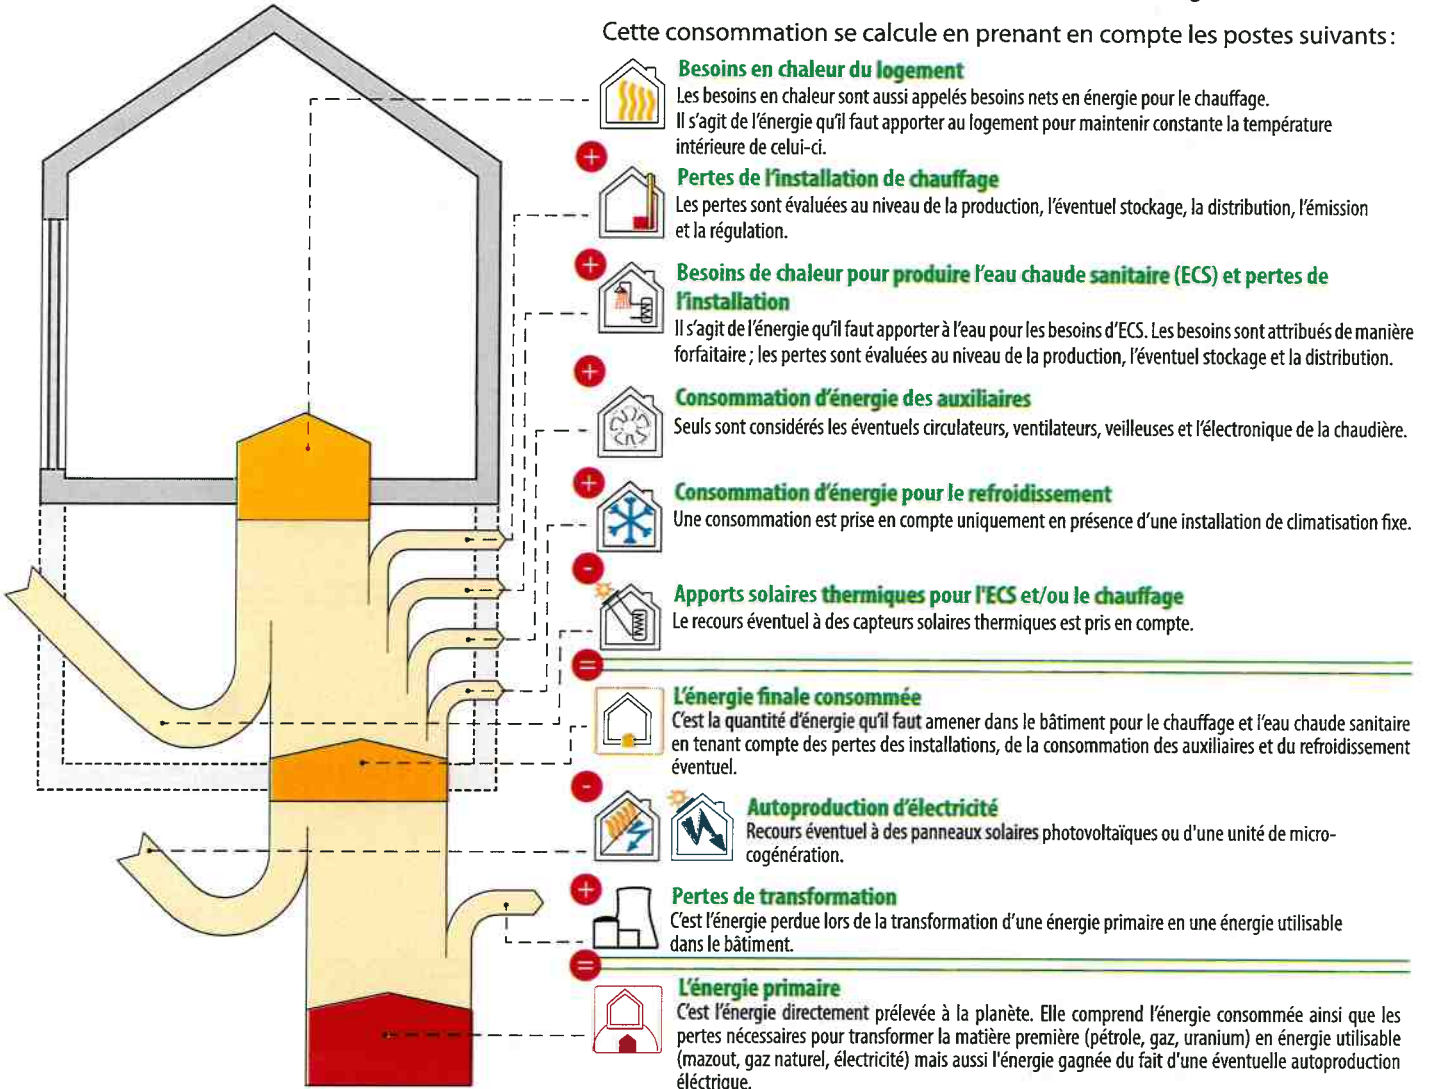 Cette consommation se calcule en prenant en compte les postes suivants :
Besoins en chaleur du logement
Les besoins en chaleur sont aussi appelés besoins nets en énergie pour le chauffage.
Il s'agit de l'énergie qu'il faut apporter au logement pour maintenir constante la température
intérieure de celui-ci.
+
Pertes de l'installation de chauffage
Les pertes sont évaluées au niveau de la production, l'éventuel stockage, la distribution, l'émission
et la régulation.
+
Besoins de chaleur pour produire l'eau chaude sanitaire (ECS) et pertes de
l'installation
Il s'agit de l'énergie qu'il faut apporter à l'eau pour les besoins d'ECS. Les besoins sont attribués de manière
forfaitaire ; les pertes sont évaluées au niveau de la production, l'éventuel stockage et la distribution.
+
Consommation d'énergie des auxiliaires
Seuls sont considérés les éventuels circulateurs, ventilateurs, veilleuses et l'électronique de la chaudière.
+
Consommation d'énergie pour le refroidissement
Une consommation est prise en compte uniquement en présence d'une installation de climatisation fixe.
-
Apports solaires thermiques pour l'ECS et/ou le chauffage
Le recours éventuel à des capteurs solaires thermiques est pris en compte.
=
L'énergie finale consommée
C'est la quantité d'énergie qu'il faut amener dans le bâtiment pour le chauffage et l'eau chaude sanitaire
en tenant compte des pertes des installations, de la consommation des auxiliaires et du refroidissement
éventuel.
-
Autoproduction d'électricité
Recours éventuel à des panneaux solaires photovoltaïques ou d'une unité de micro-
cogénération.
+
Pertes de transformation
C'est l'énergie perdue lors de la transformation d'une énergie primaire en une énergie utilisable
dans le bâtiment.
=
L'énergie primaire
C'est l'énergie directement prélevée à la planète. Elle comprend l'énergie consommée ainsi que les
pertes nécessaires pour transformer la matière première (pétrole, gaz, uranium) en énergie utilisable
(mazout, gaz naturel, électricité) mais aussi l'énergie gagnée du fait d'une éventuelle autoproduction
éléctrique.